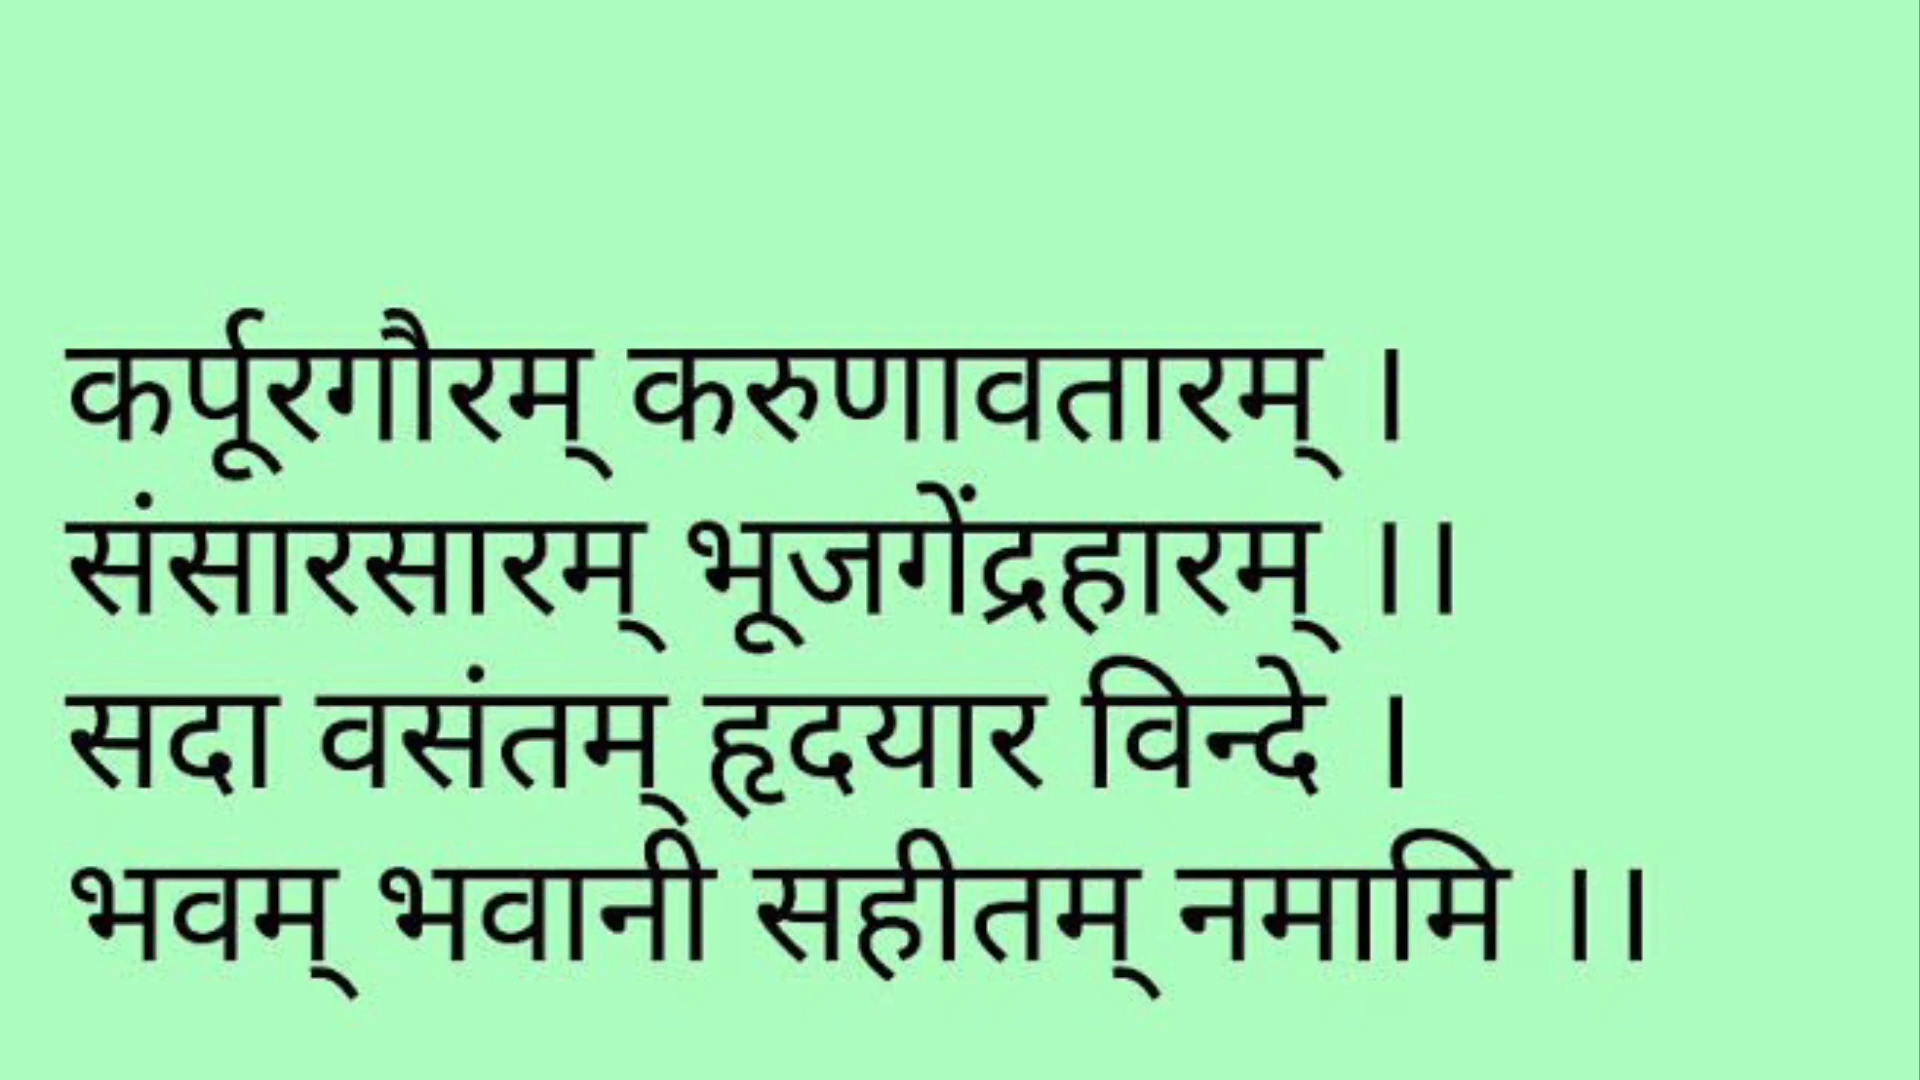 कर्पूरगौरम् करुणावतारम् ।
संसारसारम् भूजगेंद्रहारम् ।।
सदा वसंतम् हृदयार विन्दे ।
भवम् भवानी सहीतम् नमामि ।।